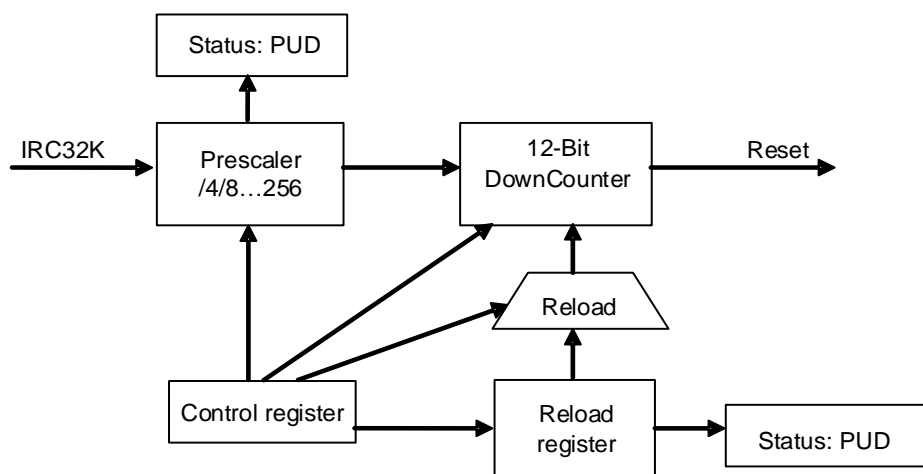 Status: PUD
IRC32K
Prescaler
/4/8...256
12-Bit
DownCounter
Reset
Reload
Control register
Reload
register
Status: PUD